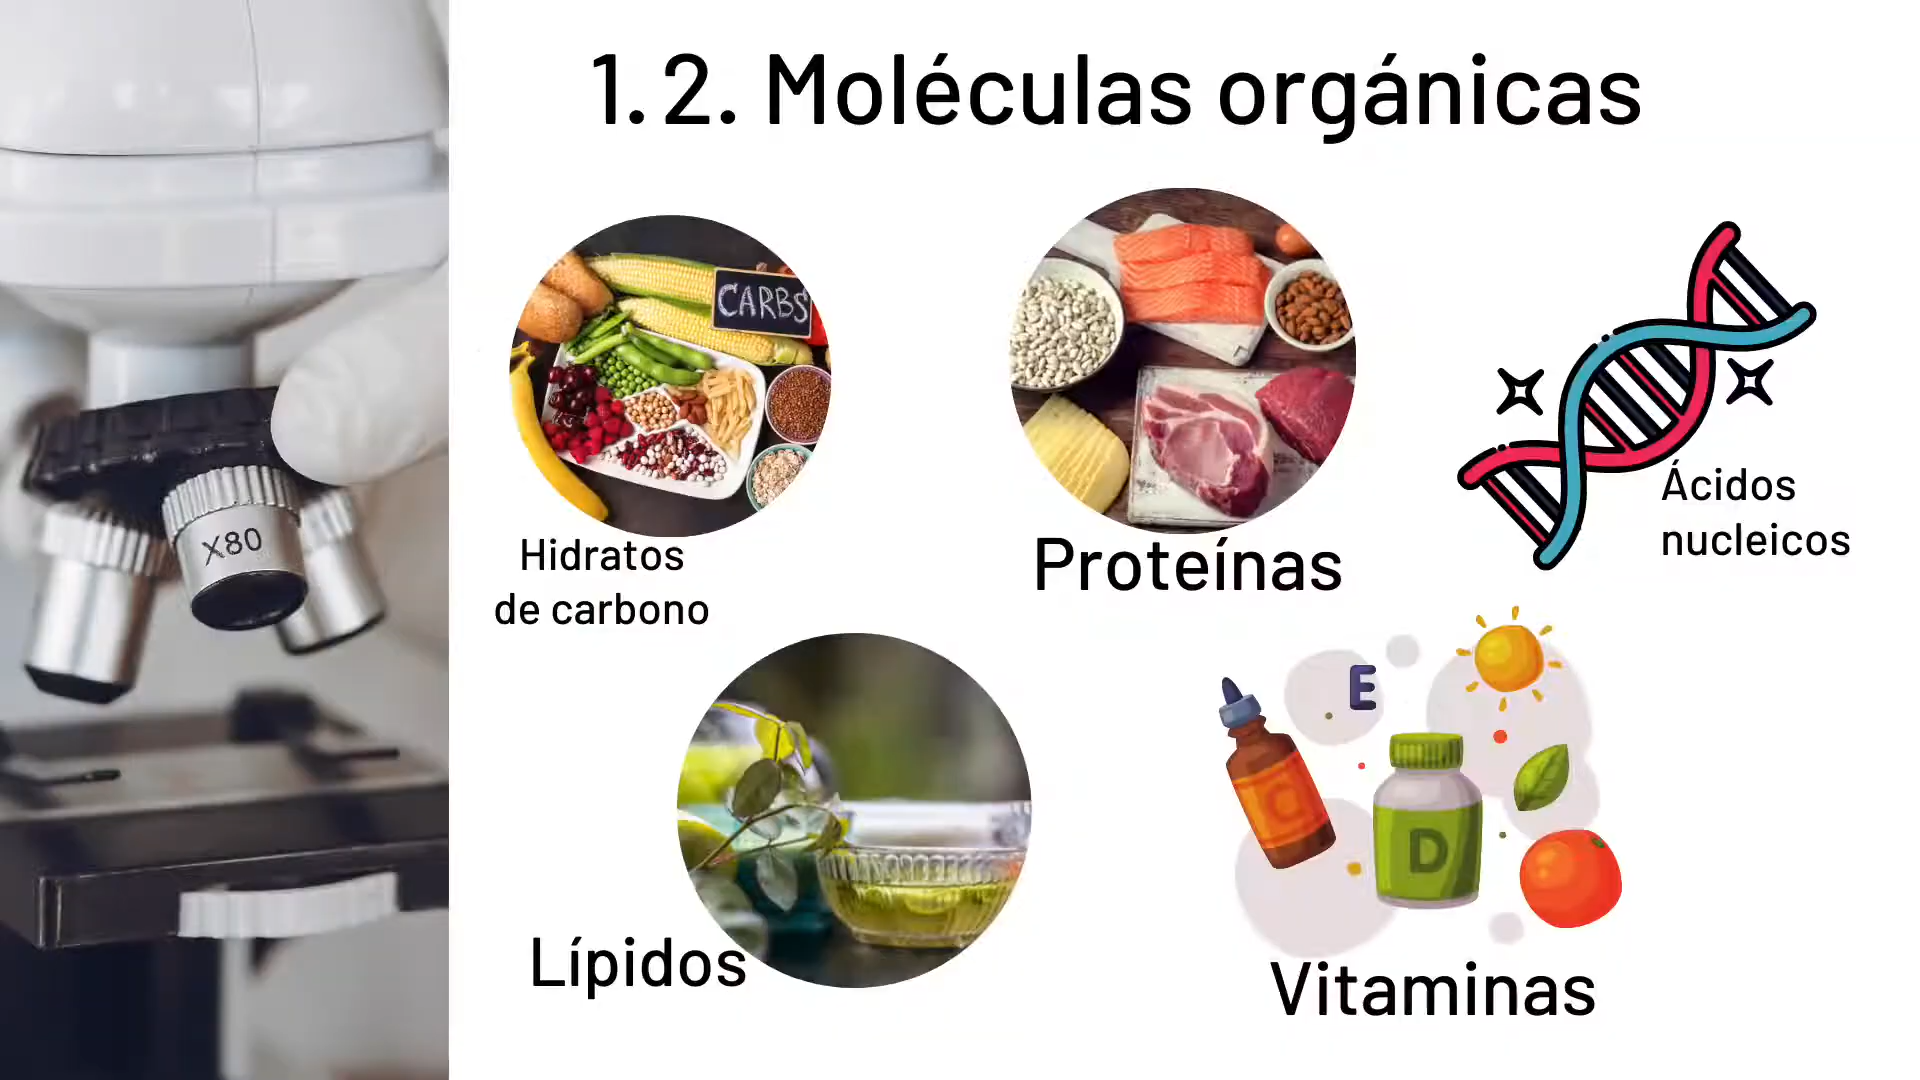 1.2. Moléculas orgánicas
CARBS
X80
Hidratos
de carbono
Proteínas
Ácidos
nucleicos
E
C
D
Lípidos
Vitaminas